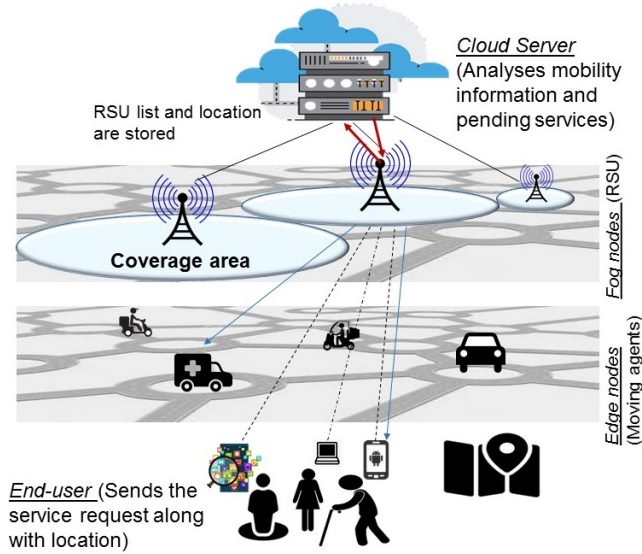 Cloud Server
(Analyses mobility
information and
pending services)
RSU list and location
are stored
Coverage area
Fog nodes (RSU)
Edge nodes
(Moving agents)
End-user (Sends the
service request along
with location)